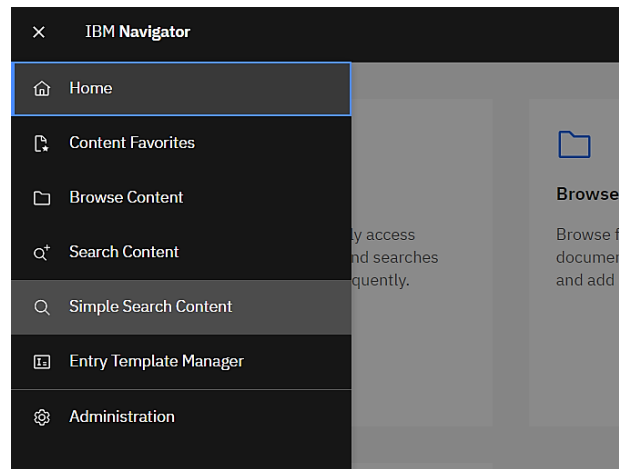 IBM Navigator
Home
Content Favorites
Browse Content
Search Content
Simple Search Content
Entry Template Manager
Administration
ly access
nd searches
quently.
Browse
Browse f
documen
and add